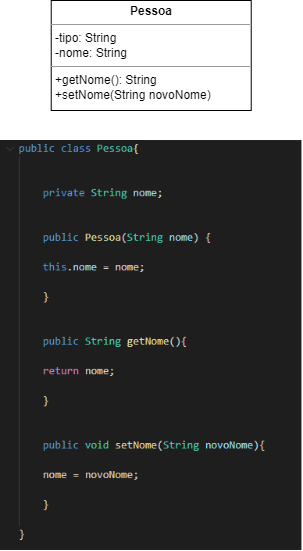 Pessoa
-tipo: String
-nome: String
+getNome(): String
+setNome(String novoNome)
public class Pessoa{
private String nome;
public Pessoa(String nome) {
this.nome = nome;
}
public String getNome(){
return nome;
}
public void setNome(String novoNome){
nome = novoNome;
}
}